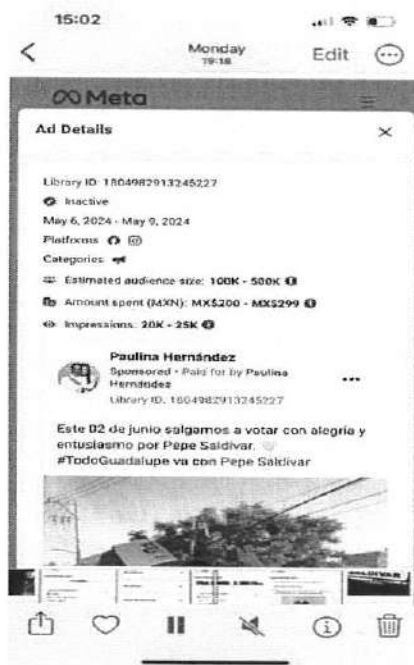 15:02
Monday
19:18
Edit
Meta
Ad Details
Library ID: 1604982913245227
Inactive
May 6, 2024 - May 9, 2024
Platforms
Categories
Estimated audience size: 100K - 500K
Amount spent (MXN): MX$200 - MX$299
Impressions: 20K - 25K
Paulina Hernández
Sponsored • Paid for by Paulina
Hernández
Library ID: 1604982913245227
Este 02 de junio salgamos a votar con alegría y
entusiasmo por Pepe Saldivar.
#TodoGuadalupe va con Pepe Saldivar